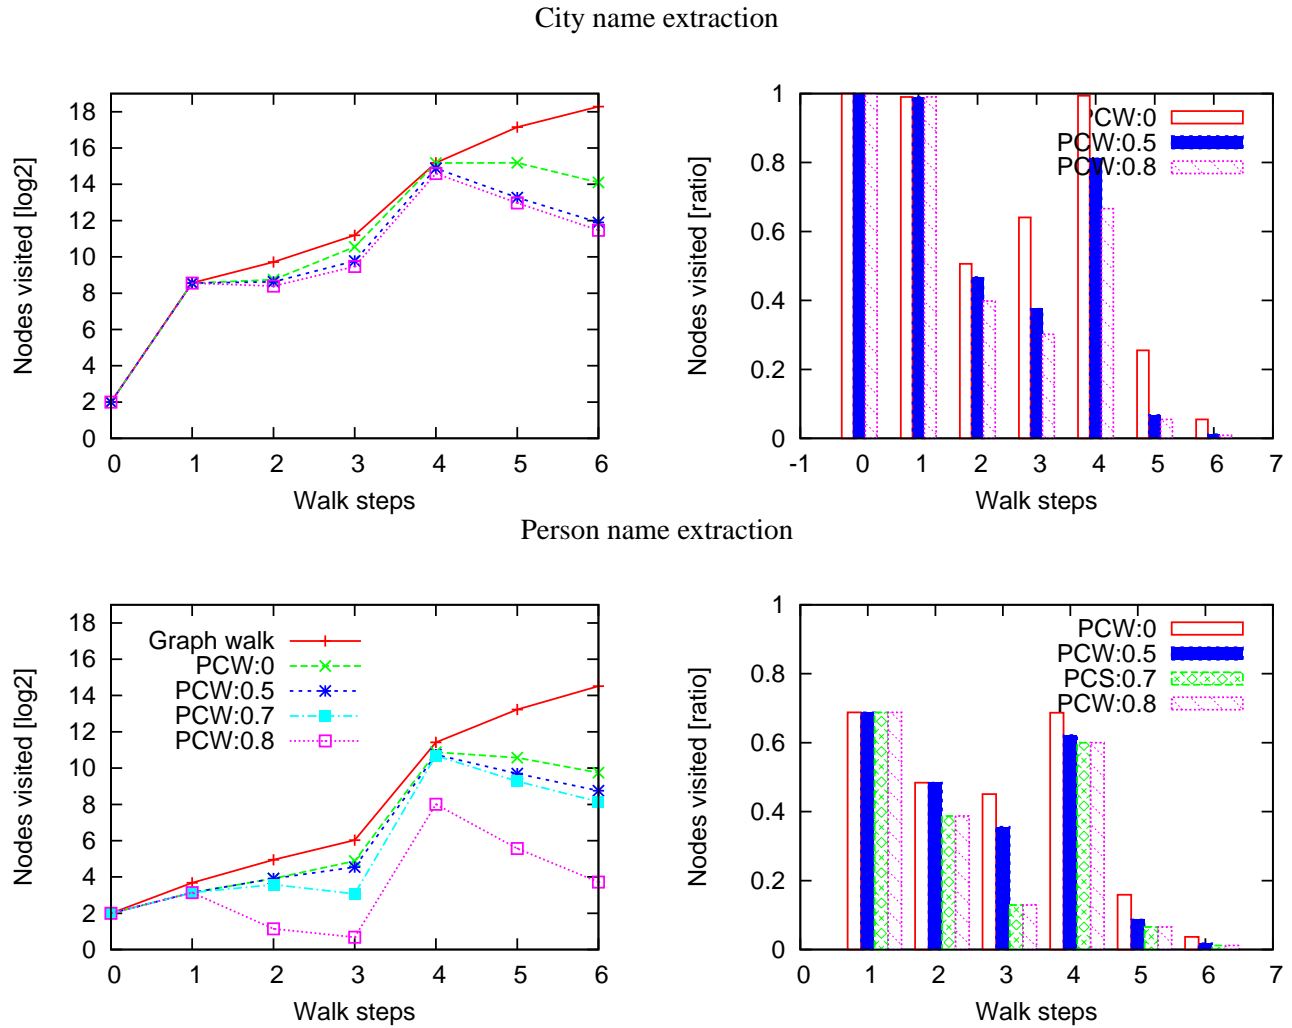 City name extraction
Nodes visited [log2]
18
16
14
12
10
8
6
4
2
0
0 1 2 3 4 5 6
Walk steps
Nodes visited [ratio]
1
0.8
0.6
0.4
0.2
0
-1 0 1 2 3 4 5 6 7
Walk steps
PCW:0
PCW:0.5
PCW:0.8
Person name extraction
Nodes visited [log2]
18
16
14
12
10
8
6
4
2
0
0 1 2 3 4 5 6
Walk steps
Graph walk
PCW:0
PCW:0.5
PCW:0.7
PCW:0.8
Nodes visited [ratio]
1
0.8
0.6
0.4
0.2
0
0 1 2 3 4 5 6 7
Walk steps
PCW:0
PCW:0.5
PCS:0.7
PCW:0.8